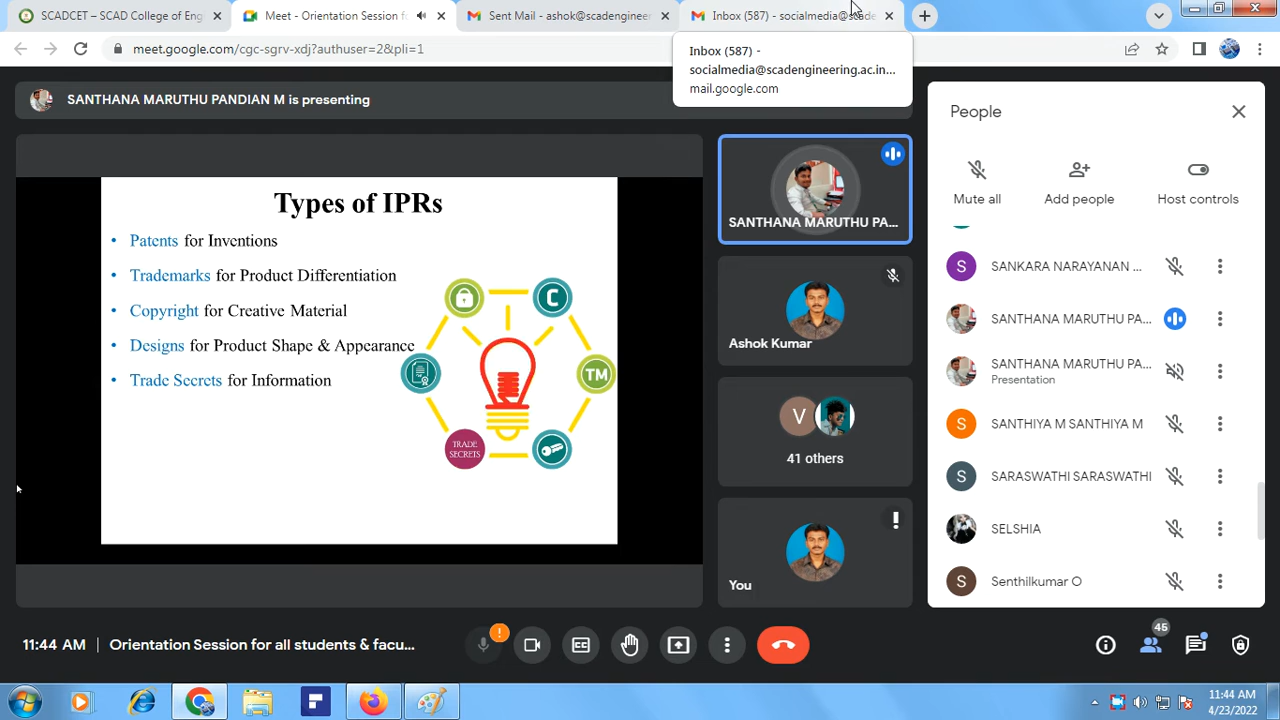 SCADCET – SCAD College of Eng
Meet - Orientation Session f
Sent Mail - ashok@scadengineer
Inbox (587) - socialmedia@scade
meet.google.com/cgc-sgrv-xdj?authuser=2&pli=1
Inbox (587) -
socialmedia@scadengineering.ac.in...
mail.google.com
SANTHANA MARUTHU PANDIAN M is presenting
Types of IPRs
• Patents for Inventions
• Trademarks for Product Differentiation
• Copyright for Creative Material
• Designs for Product Shape & Appearance
• Trade Secrets for Information
C
TM
TRADE
SECRETS
SANTHANA MARUTHU PA...
Ashok Kumar
V
41 others
You
People
Mute all
Add people
Host controls
S
SANKARA NARAYANAN ...
SANTHANA MARUTHU PA...
SANTHANA MARUTHU PA...
Presentation
S
SANTHIYA M SANTHIYA M
S
SARASWATHI SARASWATHI
SELSHIA
S
Senthilkumar O
11:44 AM | Orientation Session for all students & facu...
CC
45
11:44 AM
4/23/2022